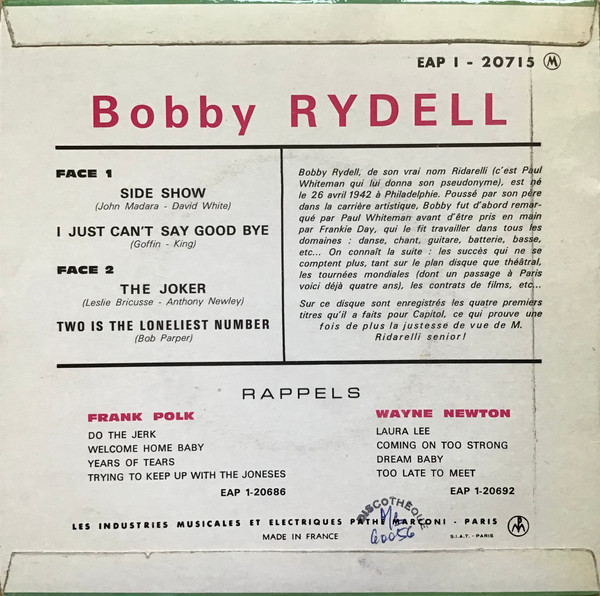 EAP 1 - 20715 M
Bobby RYDELL
FACE 1
SIDE SHOW
(John Madara - David White)
I JUST CAN'T SAY GOOD BYE
(Goffin - King)
FACE 2
THE JOKER
(Leslie Bricusse - Anthony Newley)
TWO IS THE LONELIEST NUMBER
(Bob Parper)
Bobby Rydell, de son vrai nom Ridarelli (c'est Paul
Whiteman qui lui donna son pseudonyme), est né
le 26 avril 1942 à Philadelphie. Poussé par son père
dans la carrière artistique, Bobby fut d'abord remar-
qué par Paul Whiteman avant d'être pris en main
par Frankie Day, qui le fit travailler dans tous les
domaines : danse, chant, guitare, batterie, basse,
etc... On connaît la suite : les succès qui ne se
comptent plus, tant sur le plan disque que théâtral,
les tournées mondiales (dont un passage à Paris
voici déjà quatre ans), les contrats de films, etc...
Sur ce disque sont enregistrés les quatre premiers
titres qu'il a faits pour Capitol, ce qui prouve une
fois de plus la justesse de vue de M.
Ridarelli senior!
RAPPELS
FRANK POLK
DO THE JERK
WELCOME HOME BABY
YEARS OF TEARS
TRYING TO KEEP UP WITH THE JONESES
EAP 1-20686
WAYNE NEWTON
LAURA LEE
COMING ON TOO STRONG
DREAM BABY
TOO LATE TO MEET
EAP 1-20692
DISCOTHEQUE
60056
LES INDUSTRIES MUSICALES ET ELECTRIQUES PATHE MARCONI - PARIS
MADE IN FRANCE
S.I.A.T. - PARIS